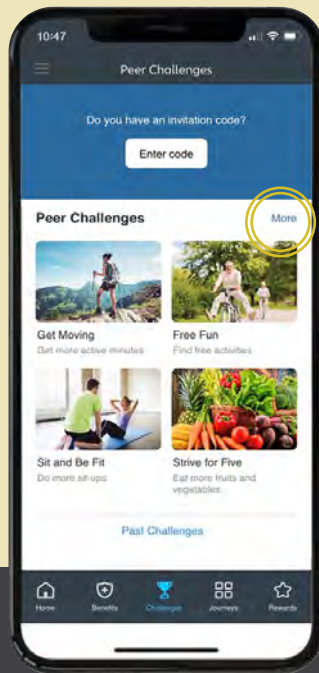 10:47
Peer Challenges
Do you have an invitation code?
Enter code
Peer Challenges
More
Get Moving
Get more active minutes
Free Fun
Find free activities
Sit and Be Fit
Do more sit-ups
Strive for Five
Eat more fruits and
vegetables.
Past Challenges
Home
Benefits
Challenges
Journeys
Rewards